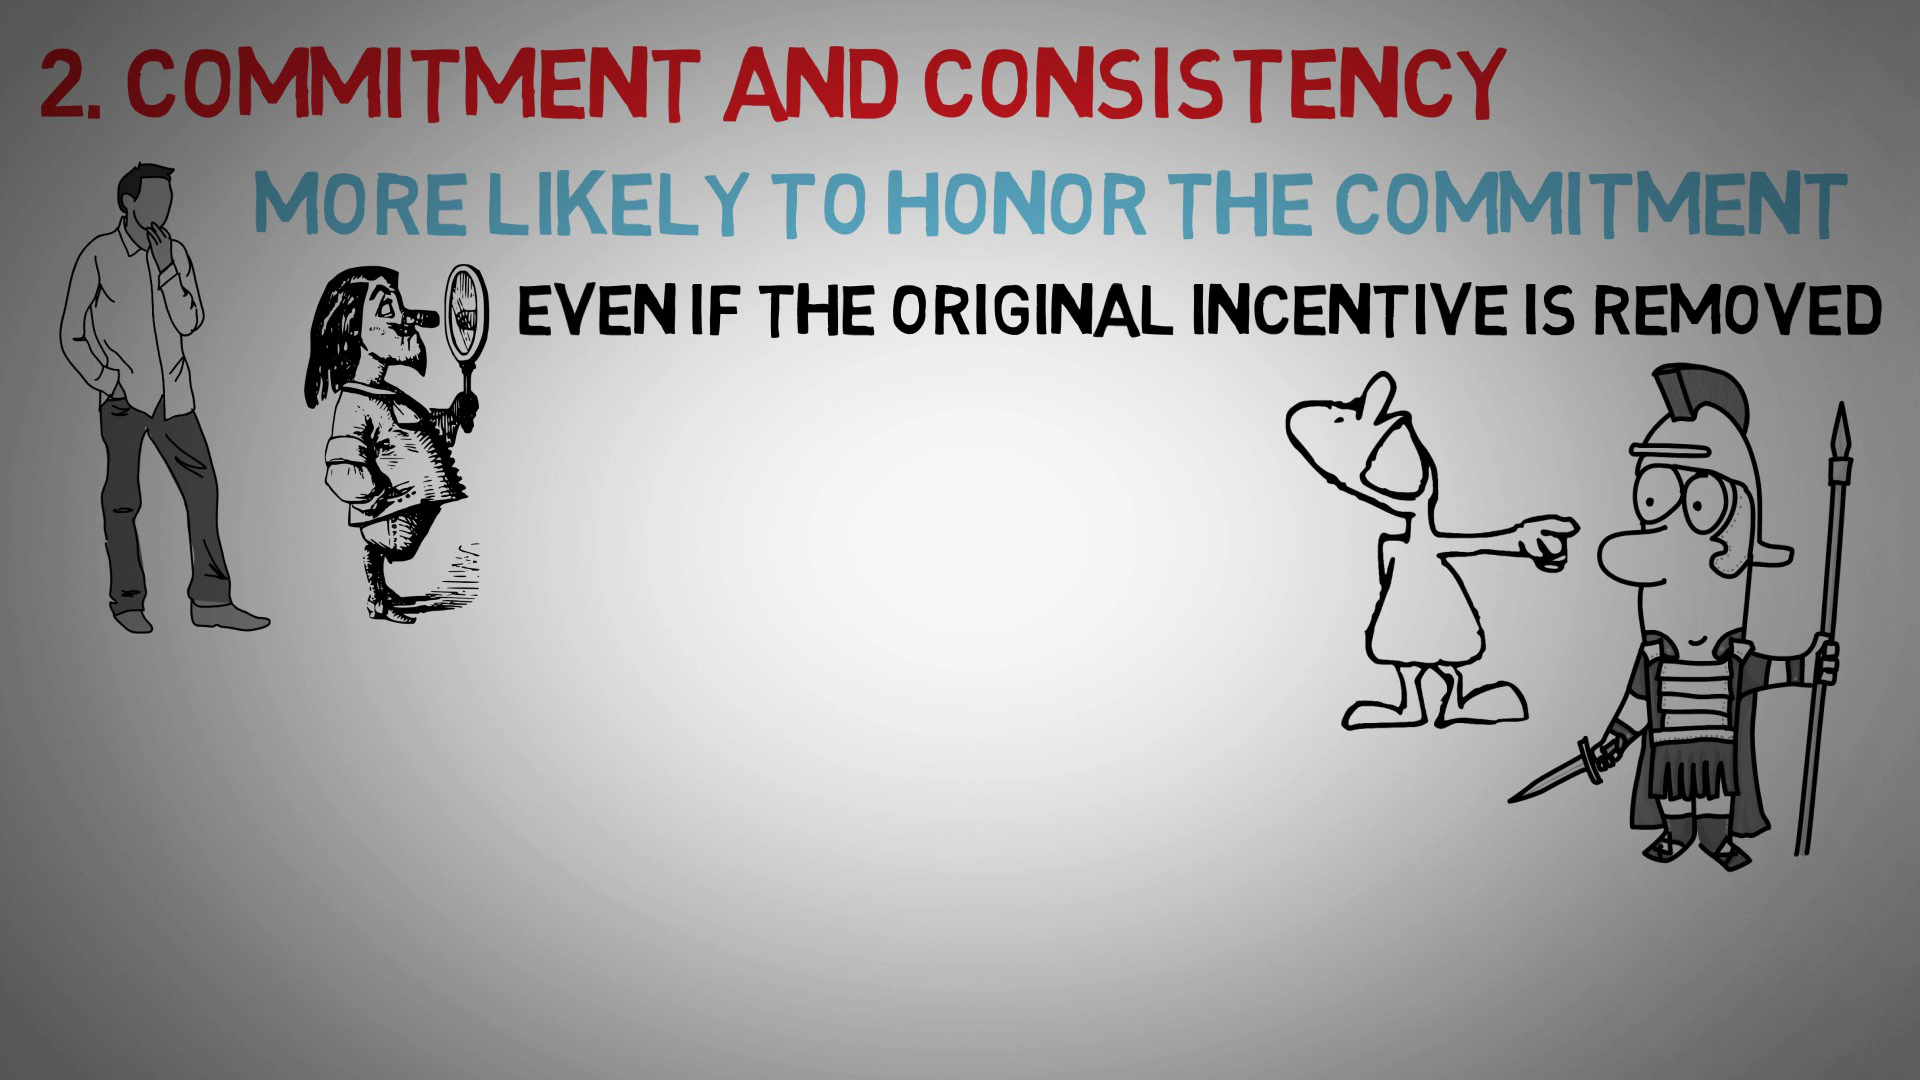 2. COMMITMENT AND CONSISTENCY
MORE LIKELY TO HONOR THE COMMITMENT
EVEN IF THE ORIGINAL INCENTIVE IS REMOVED